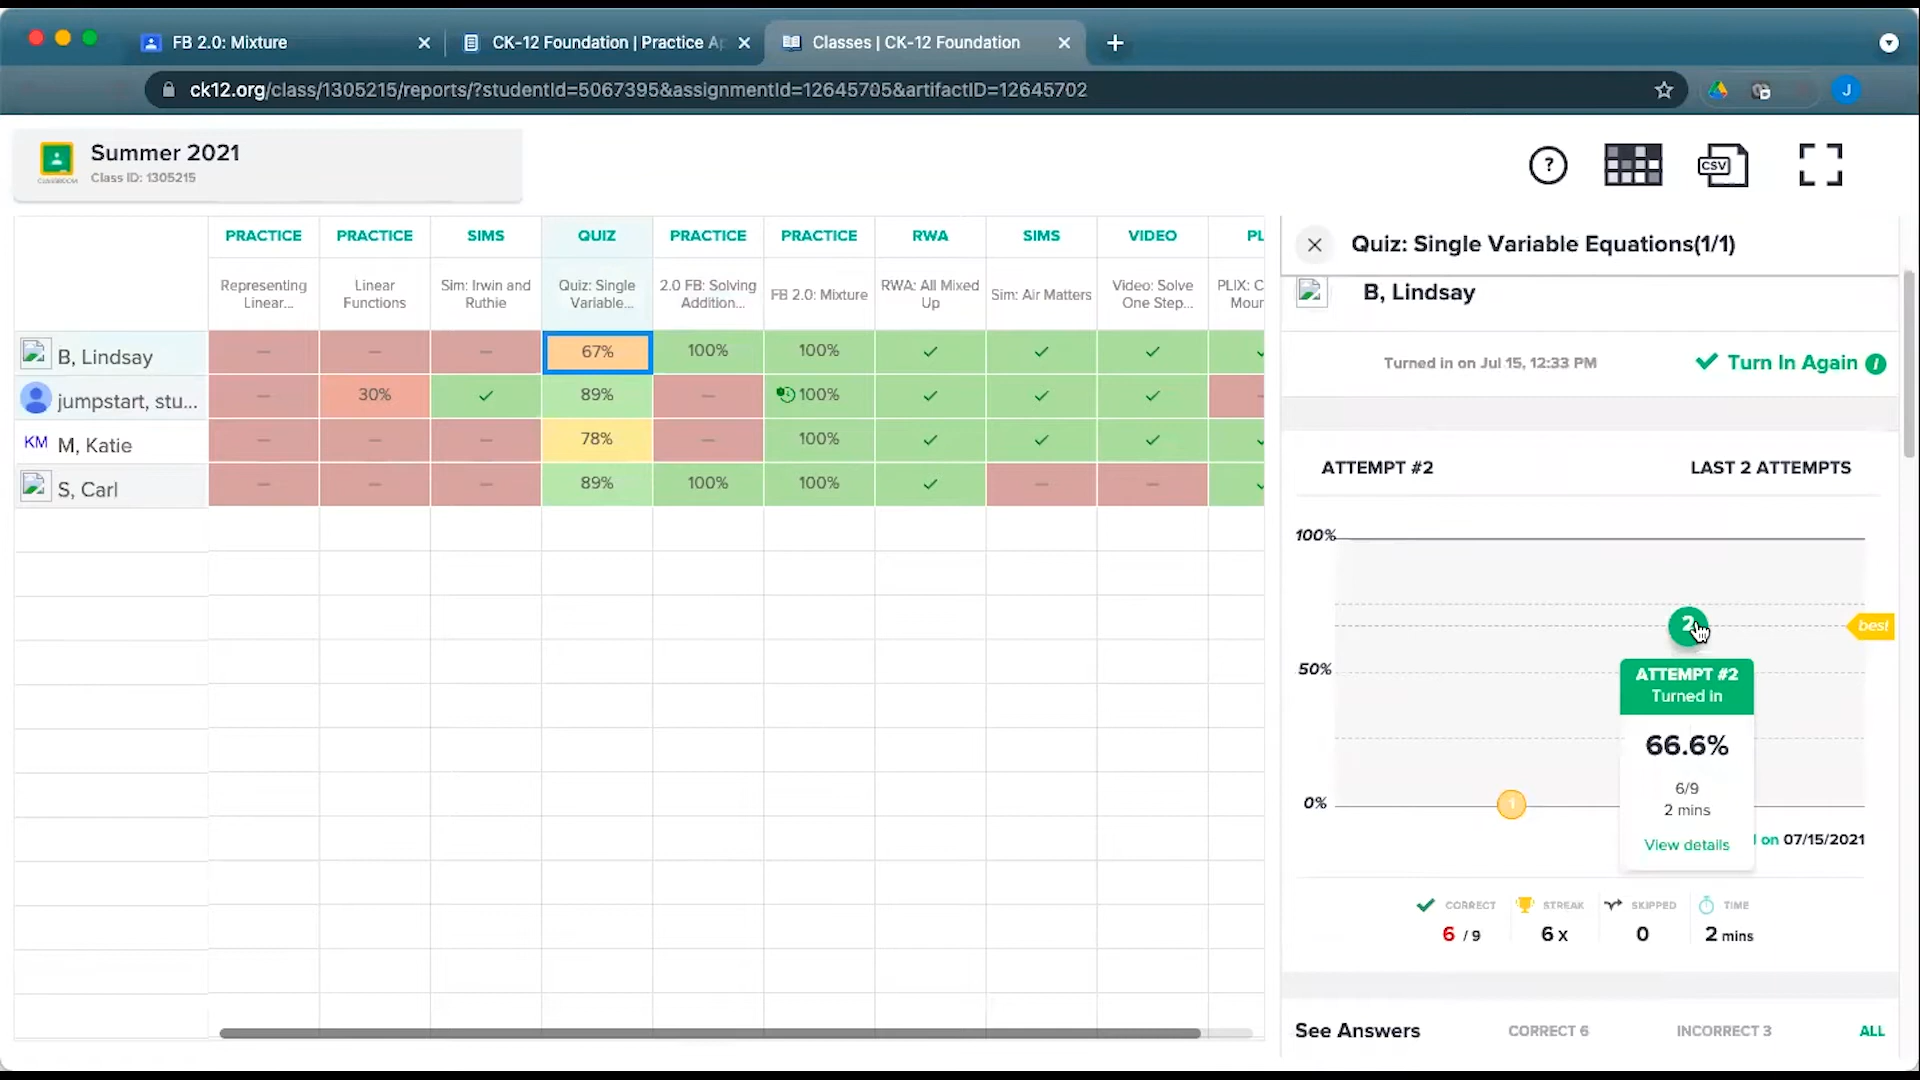 FB 2.0: Mixture
CK-12 Foundation | Practice Ap
Classes | CK-12 Foundation
ck12.org/class/1305215/reports/?studentId=5067395&assignmentId=12645705&artifactID=12645702
J
Summer 2021
Class ID: 1305215
?
CSV
PRACTICE PRACTICE SIMS QUIZ PRACTICE PRACTICE RWA SIMS VIDEO PL
Representing Linear...
Linear Functions
Sim: Irwin and Ruthie
Quiz: Single Variable...
2.0 FB: Solving Addition...
FB 2.0: Mixture
RWA: All Mixed Up
Sim: Air Matters
Video: Solve One Step...
PLIX: C Mour
B, Lindsay — — — 67% 100% 100%
jumpstart, stu... — 30% 89% — 100% —
KM M, Katie — — — 78% — 100%
S, Carl — — — 89% 100% 100% — —
Quiz: Single Variable Equations(1/1)
B, Lindsay
Turned in on Jul 15, 12:33 PM
Turn In Again i
ATTEMPT #2
LAST 2 ATTEMPTS
100%
2
best
50%
ATTEMPT #2
Turned in
66.6%
6/9
2 mins
View details
0%
1
on 07/15/2021
CORRECT STREAK SKIPPED TIME
6 / 9 6 x 0 2 mins
See Answers CORRECT 6 INCORRECT 3 ALL